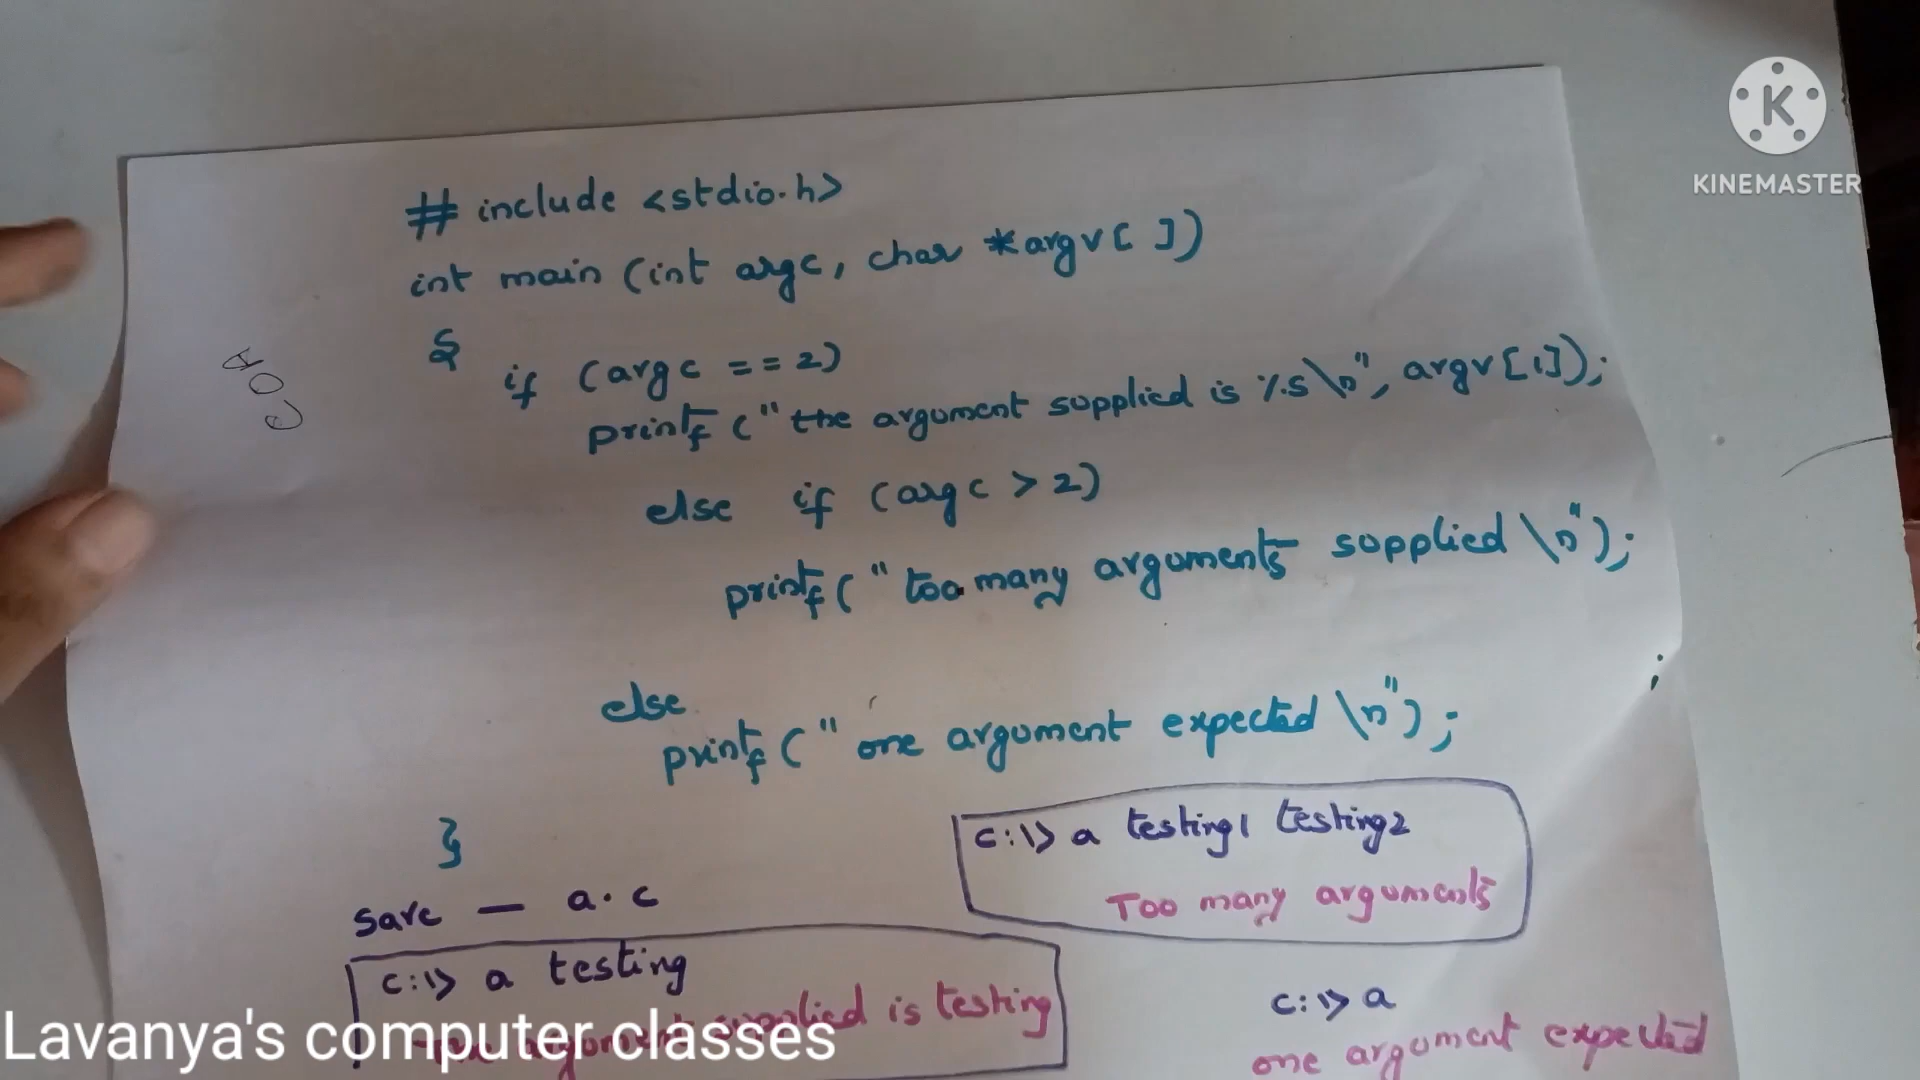 # include <stdio.h>
int main (int argc, char *argv[ ])
{
if (argc == 2)
printf ("the argument supplied is %s\n", argv[1]);
else if (argc > 2)
printf ("too many arguments supplied \n");
else
printf ("one argument expected \n");
}
save — a.c
c:\> a testing1 testing2
Too many arguments
c:\> a testing
argument supplied is testing
c:\> a
one argument expected
Lavanya's computer classes
K
KINEMASTER